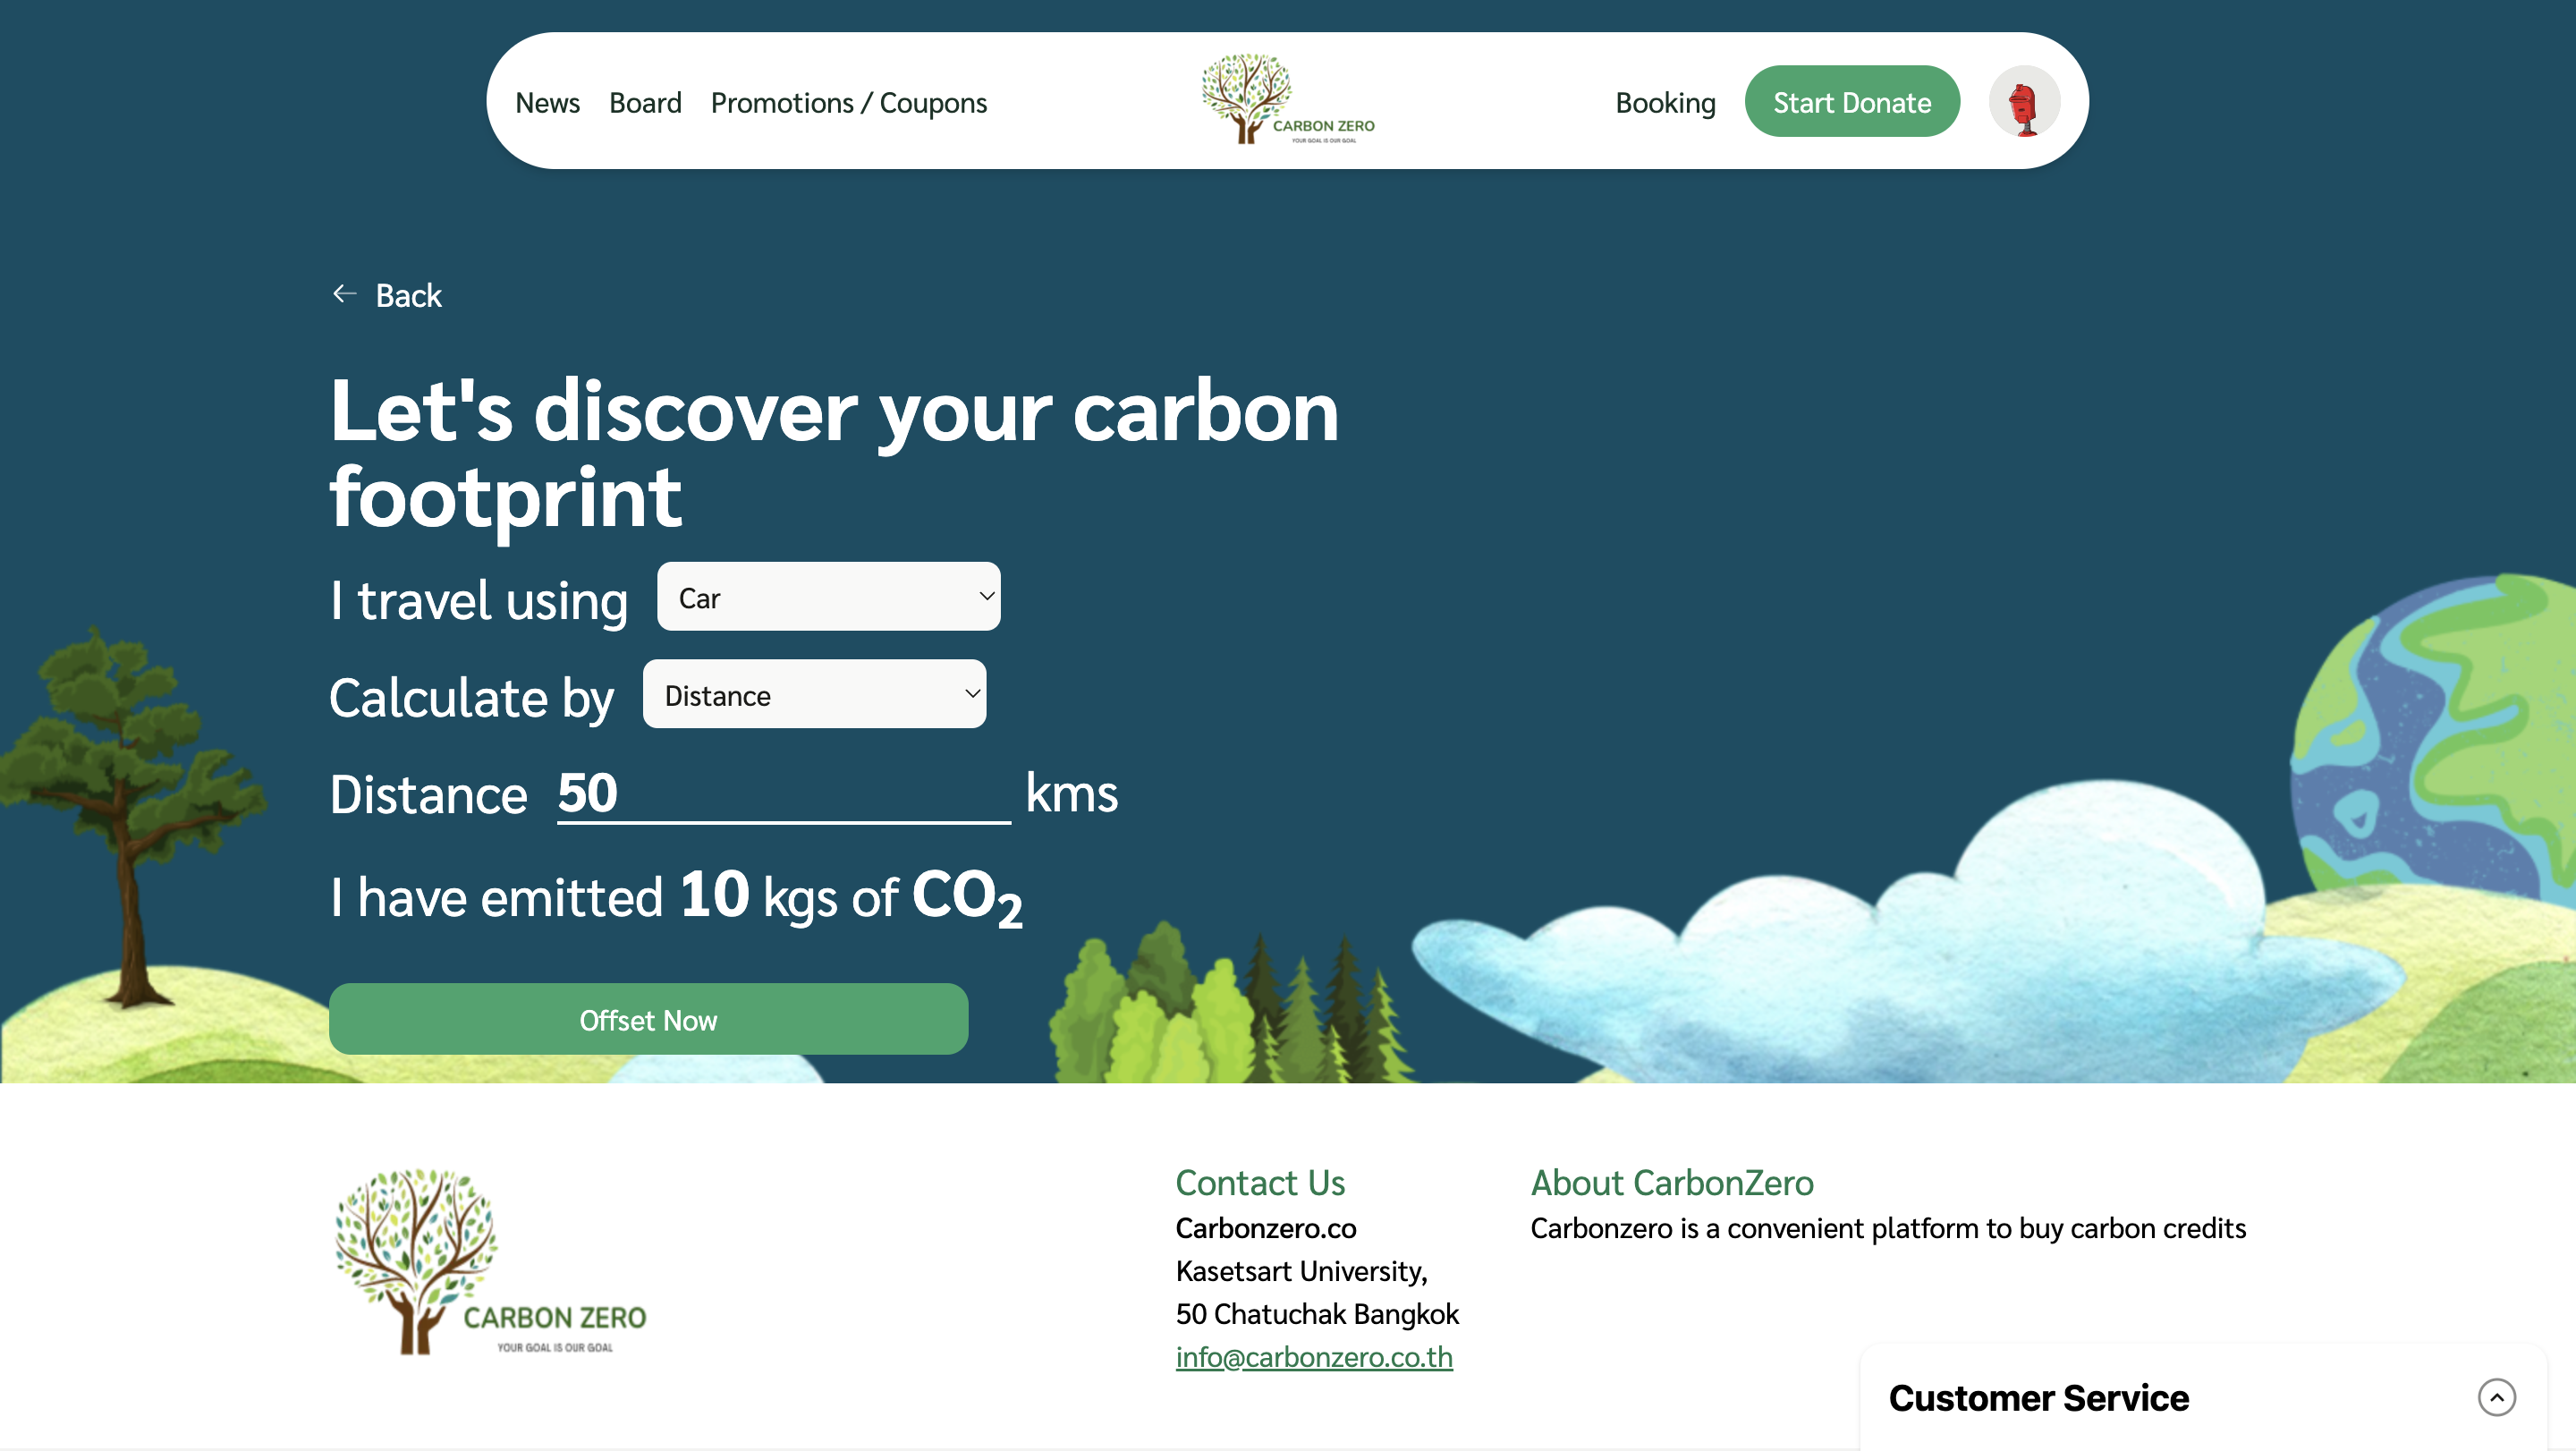 News Board Promotions / Coupons
CARBON ZERO
YOUR GOAL IS OUR GOAL
Booking Start Donate
Back
Let's discover your carbon
footprint
I travel using Car
Calculate by Distance
Distance 50 kms
I have emitted 10 kgs of CO₂
Offset Now
CARBON ZERO
YOUR GOAL IS OUR GOAL
Contact Us
Carbonzero.co
Kasetsart University,
50 Chatuchak Bangkok
info@carbonzero.co.th
About CarbonZero
Carbonzero is a convenient platform to buy carbon credits
Customer Service